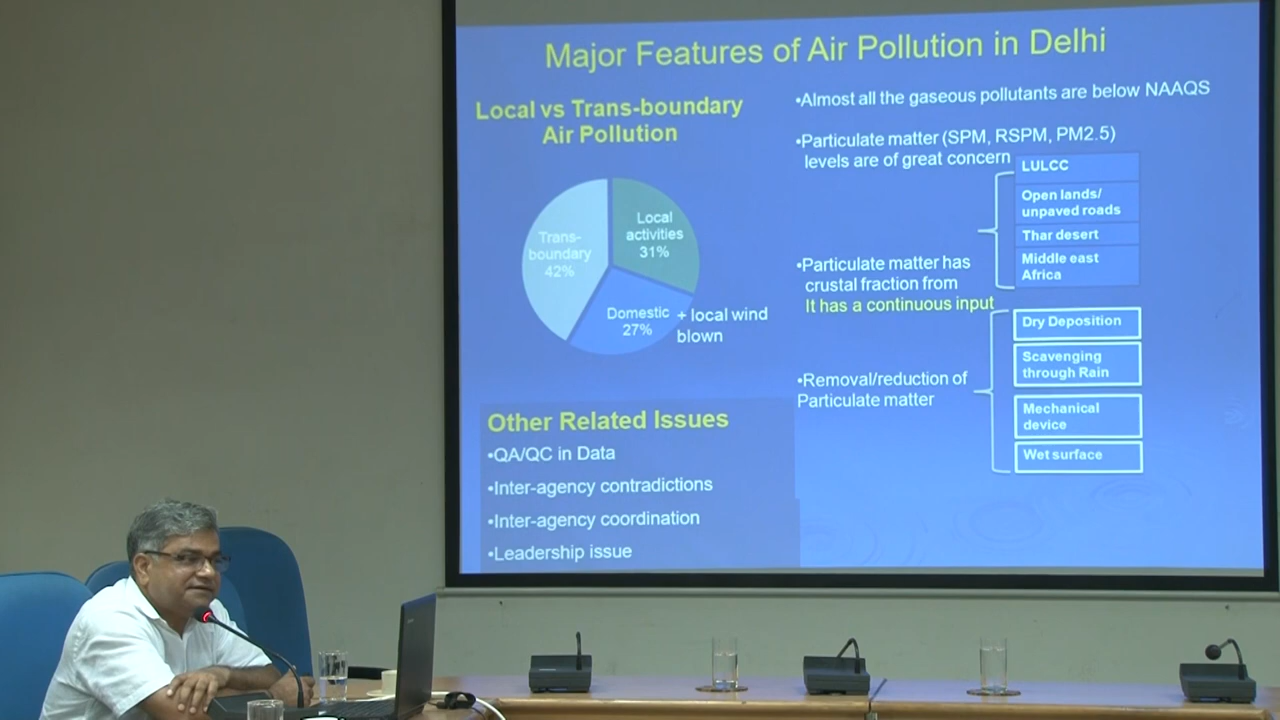 Major Features of Air Pollution in Delhi
Local vs Trans-boundary
Air Pollution
Trans-
boundary
42%
Local
activities
31%
Domestic
27%
+ local wind
blown
Other Related Issues
•QA/QC in Data
•Inter-agency contradictions
•Inter-agency coordination
•Leadership issue
•Almost all the gaseous pollutants are below NAAQS
•Particulate matter (SPM, RSPM, PM2.5)
levels are of great concern
LULCC
Open lands/
unpaved roads
Thar desert
Middle east
Africa
•Particulate matter has
crustal fraction from
It has a continuous input
Dry Deposition
Scavenging
through Rain
Mechanical
device
Wet surface
•Removal/reduction of
Particulate matter